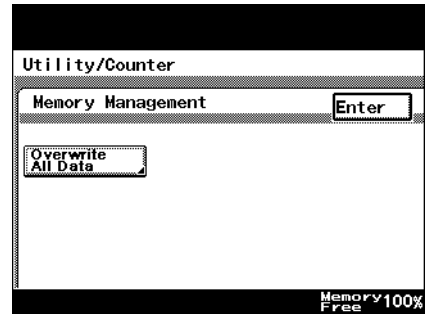 Utility/Counter
Memory Management
Enter
Overwrite
All Data
Memory 100%
Free